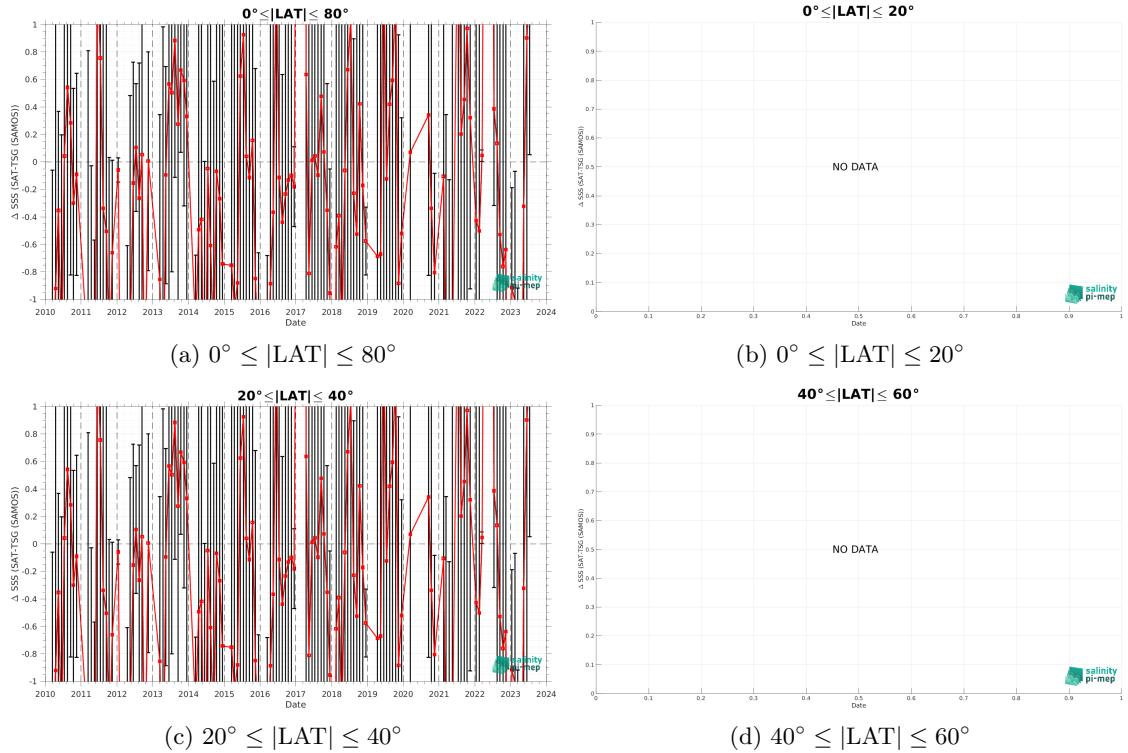 0°≤|LAT|≤ 80°
Δ SSS (SAT-TSG (SAMOS))
1
0.8
0.6
0.4
0.2
0
-0.2
-0.4
-0.6
-0.8
-1
2010 2011 2012 2013 2014 2015 2016 2017 2018 2019 2020 2021 2022 2023 2024
Date
salinity
pi-mep
(a) 0° ≤ |LAT| ≤ 80°
0°≤|LAT|≤ 20°
Δ SSS (SAT-TSG (SAMOS))
1
0.9
0.8
0.7
0.6
0.5
0.4
0.3
0.2
0.1
0
NO DATA
0 0.1 0.2 0.3 0.4 0.5 0.6 0.7 0.8 0.9 1
Date
salinity
pi-mep
(b) 0° ≤ |LAT| ≤ 20°
20°≤|LAT|≤ 40°
Δ SSS (SAT-TSG (SAMOS))
1
0.8
0.6
0.4
0.2
0
-0.2
-0.4
-0.6
-0.8
-1
2010 2011 2012 2013 2014 2015 2016 2017 2018 2019 2020 2021 2022 2023 2024
Date
salinity
pi-mep
(c) 20° ≤ |LAT| ≤ 40°
40°≤|LAT|≤ 60°
Δ SSS (SAT-TSG (SAMOS))
1
0.9
0.8
0.7
0.6
0.5
0.4
0.3
0.2
0.1
0
NO DATA
0 0.1 0.2 0.3 0.4 0.5 0.6 0.7 0.8 0.9 1
Date
salinity
pi-mep
(d) 40° ≤ |LAT| ≤ 60°